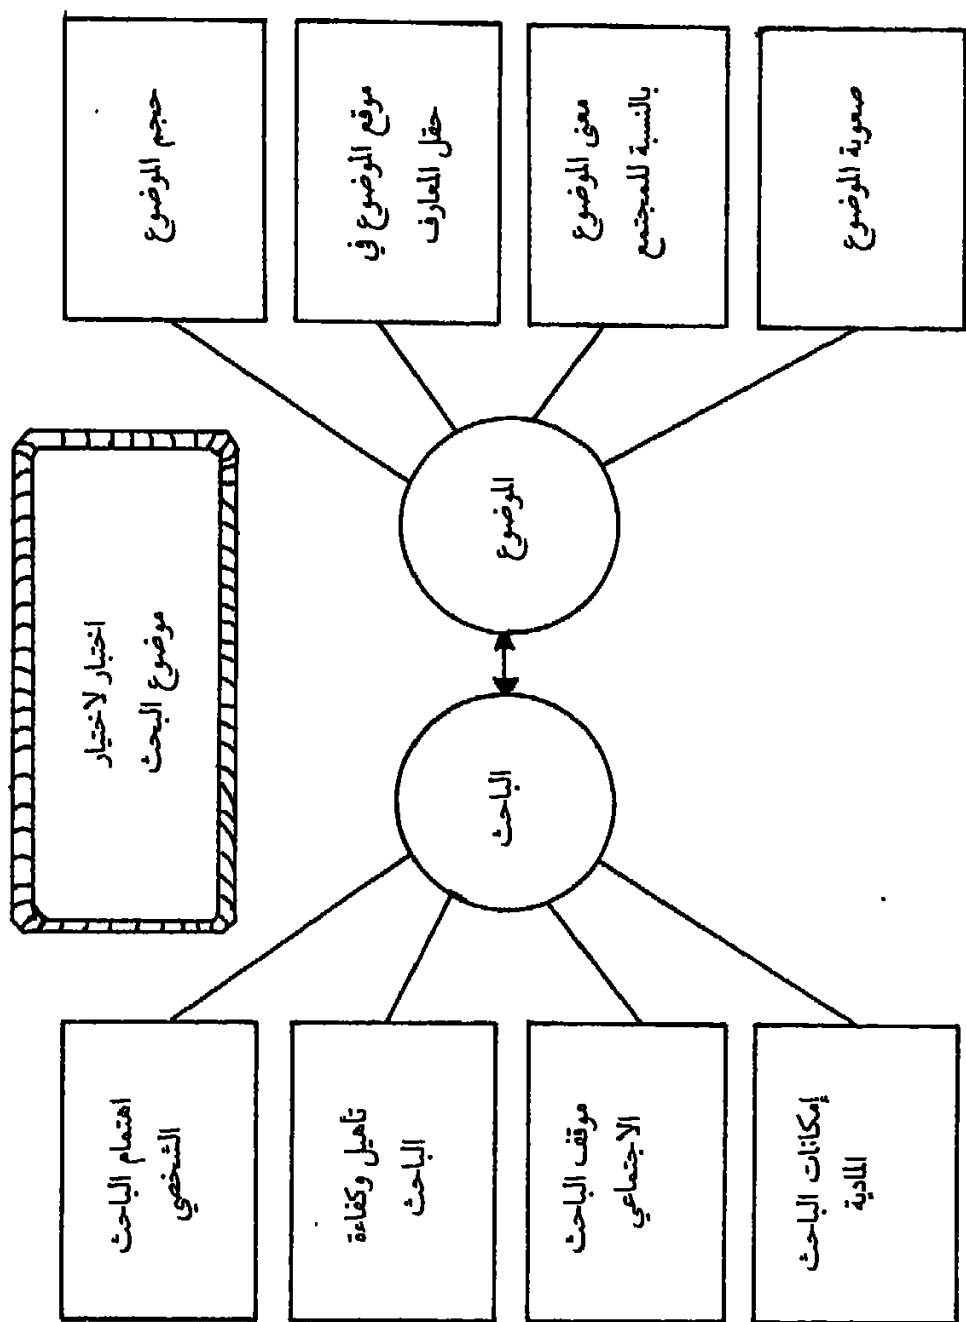 اختبار لاختيار
موضوع البحث
حجم الموضوع
موقع الموضوع في
حقل المعارف
معنى الموضوع
بالنسبة للمجتمع
صعوبة الموضوع
الموضوع
الباحث
اهتمام الباحث
الشخصي
تأهيل وكفاءة
الباحث
موقف الباحث
الاجتماعي
إمكانات الباحث
المادية